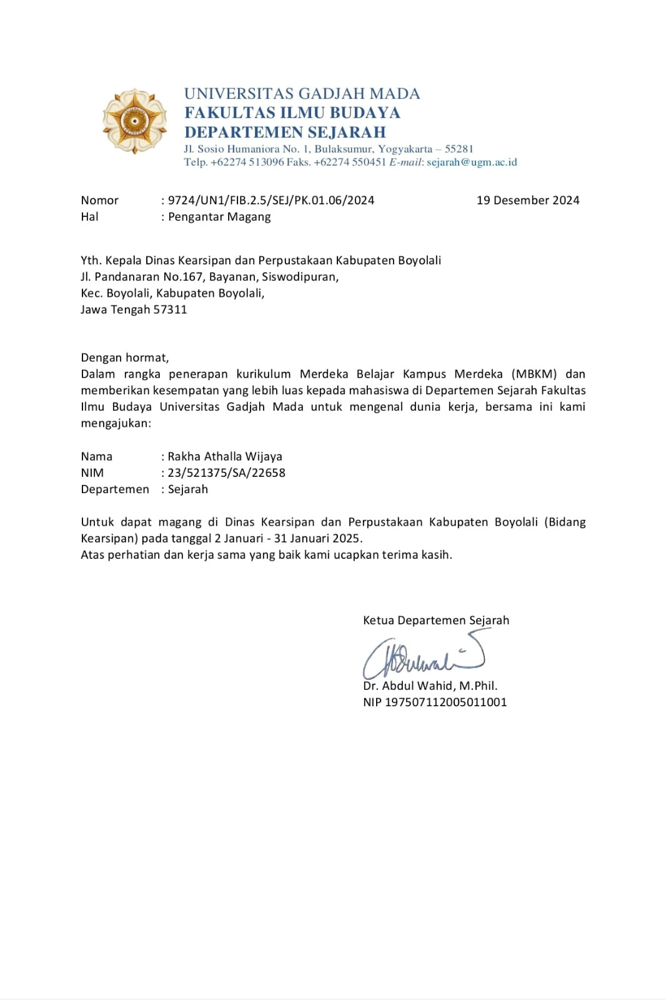 UNIVERSITAS GADJAH MADA
FAKULTAS ILMU BUDAYA
DEPARTEMEN SEJARAH
Jl. Sosio Humaniora No. 1, Bulaksumur, Yogyakarta – 55281
Telp. +62274 513096 Faks. +62274 550451 E-mail: sejarah@ugm.ac.id
Nomor : 9724/UN1/FIB.2.5/SEJ/PK.01.06/2024 19 Desember 2024
Hal : Pengantar Magang
Yth. Kepala Dinas Kearsipan dan Perpustakaan Kabupaten Boyolali
Jl. Pandanaran No.167, Bayanan, Siswodipuran,
Kec. Boyolali, Kabupaten Boyolali,
Jawa Tengah 57311
Dengan hormat,
Dalam rangka penerapan kurikulum Merdeka Belajar Kampus Merdeka (MBKM) dan
memberikan kesempatan yang lebih luas kepada mahasiswa di Departemen Sejarah Fakultas
Ilmu Budaya Universitas Gadjah Mada untuk mengenal dunia kerja, bersama ini kami
mengajukan:
Nama : Rakha Athalla Wijaya
NIM : 23/521375/SA/22658
Departemen : Sejarah
Untuk dapat magang di Dinas Kearsipan dan Perpustakaan Kabupaten Boyolali (Bidang
Kearsipan) pada tanggal 2 Januari - 31 Januari 2025.
Atas perhatian dan kerja sama yang baik kami ucapkan terima kasih.
Ketua Departemen Sejarah
Dr. Abdul Wahid, M.Phil.
NIP 197507112005011001